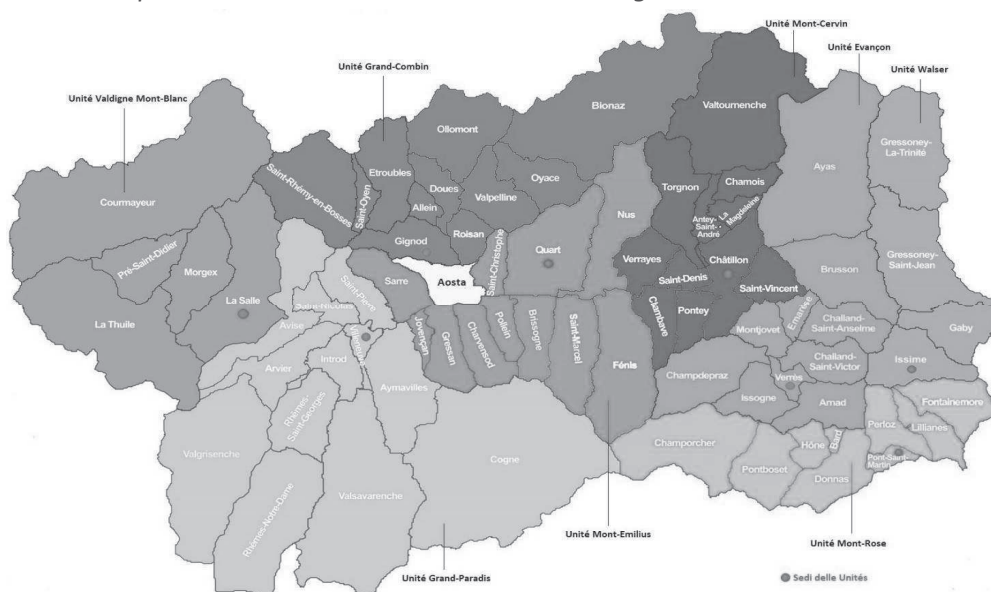 Unité Mont-Cervin
Unité Evançon
Unité Grand-Combin
Unité Walser
Unité Valdigne Mont-Blanc
Bionaz
Valtournenche
Ollomont
Gressoney-
La-Trinité
Etroubles
Ayas
Saint-Rhémy-en-Bosses
Saint-Oyen
Oyace
Doues
Valpelline
Torgnon
Chamois
Courmayeur
Allein
Nus
Antey-
Saint-
André
La
Magdeleine
Roisan
Gignod
Saint-Christophe
Quart
Pré-Saint-Didier
Morgex
Verrayes
Châtillon
Gressoney-
Saint-Jean
Brusson
Sarre
Aosta
Saint-Denis
Saint-Vincent
La Salle
Saint-Pierre
Saint-Nicolas
La Thuile
Avise
Villeneuve
Jovençan
Gressan
Charvensod
Pollein
Brissogne
Saint-Marcel
Clambave
Pontey
Emarèse
Montjovet
Challand-
Saint-Anselme
Gaby
Introd
Arvier
Fénis
Challand-
Saint-Victor
Issime
Aymavilles
Champdepraz
Verrès
Issogne
Arnad
Fontainemore
Rhêmes-
Saint-Georges
Perloz
Lillianes
Valgrisenche
Cogne
Champorcher
Hône
Bard
Pont-Saint-
Martin
Pontboset
Donnas
Valsavarenche
Rhêmes-Notre-Dame
Unité Mont-Emilius
Unité Mont-Rose
Unité Grand-Paradis
Sedi delle Unités